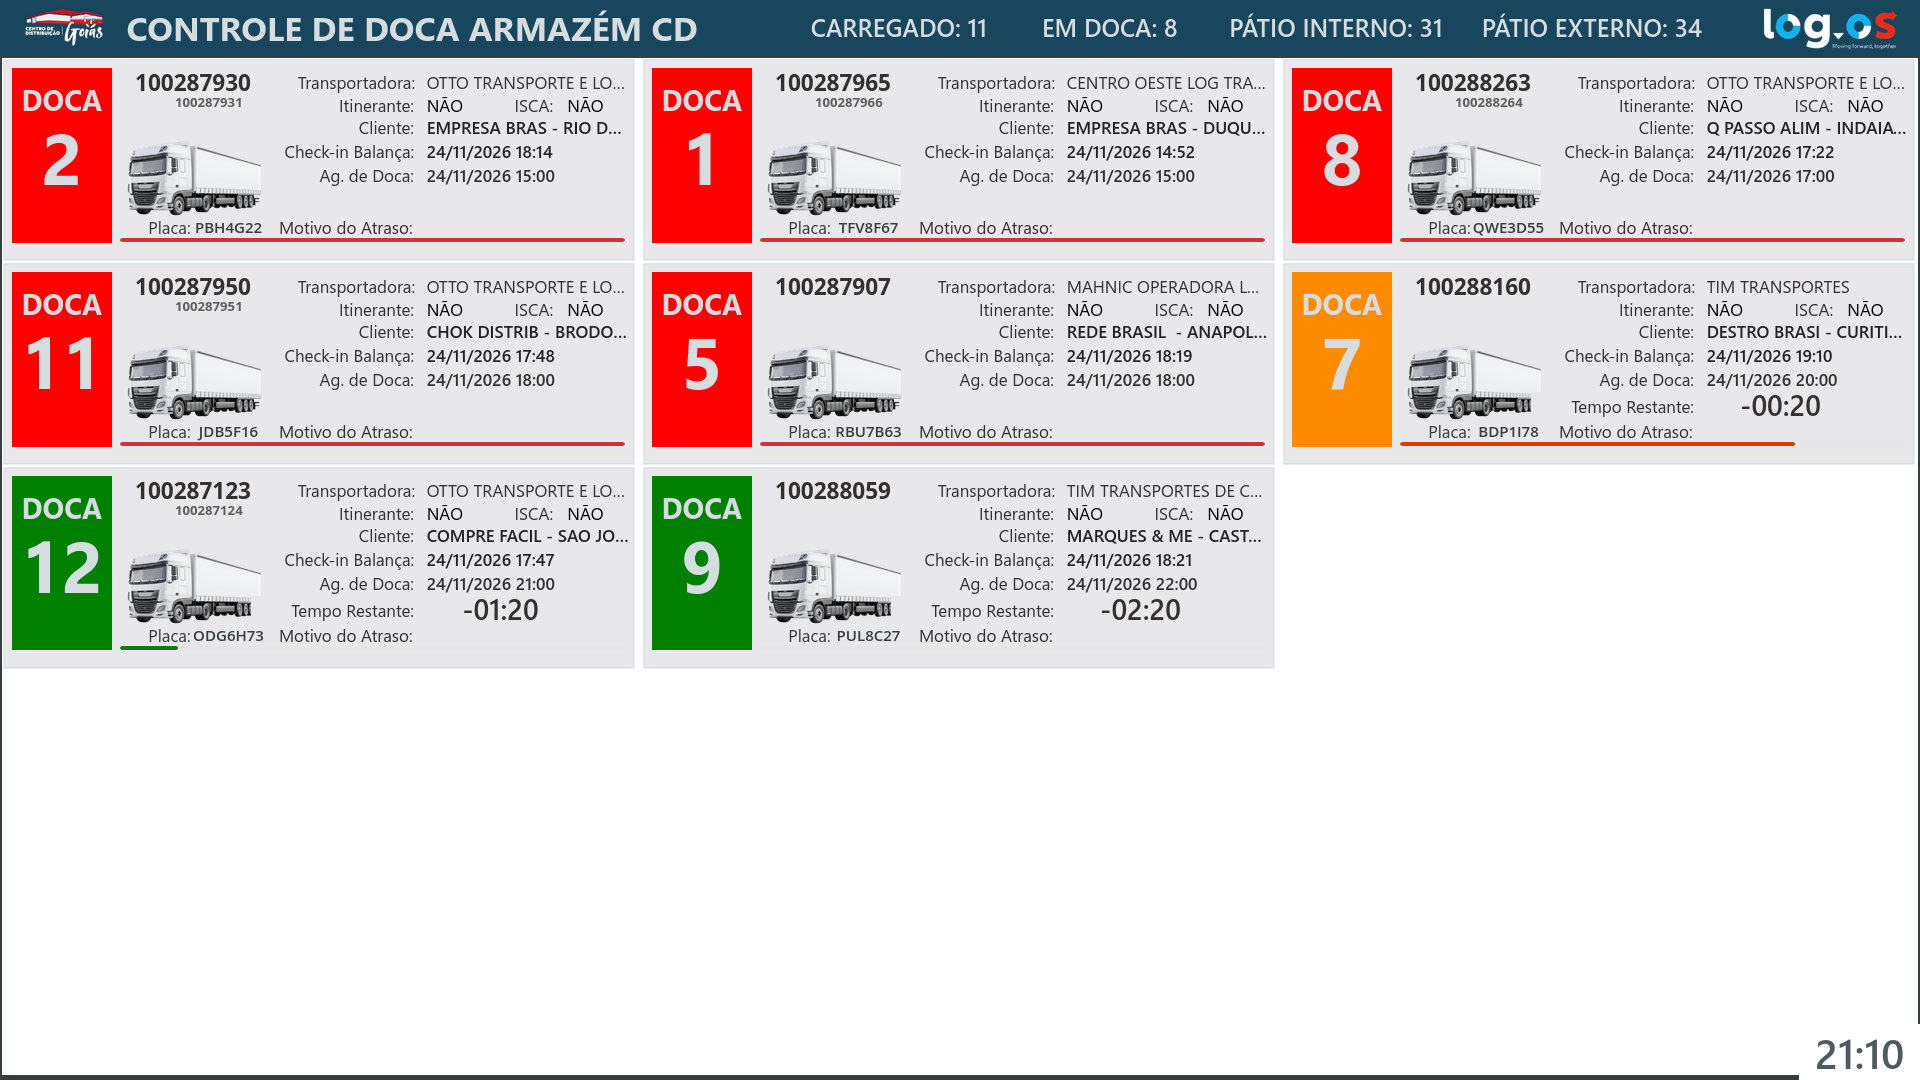 CENTRO DE
DISTRIBUIÇÃO Goiás
CONTROLE DE DOCA ARMAZÉM CD
CARREGADO: 11
EM DOCA: 8
PÁTIO INTERNO: 31
PÁTIO EXTERNO: 34
log.os
Moving forward, together
DOCA
2
100287930
100287931
Transportadora: OTTO TRANSPORTE E LO...
Itinerante: NÃO ISCA: NÃO
Cliente: EMPRESA BRAS - RIO D...
Check-in Balança: 24/11/2026 18:14
Ag. de Doca: 24/11/2026 15:00
Placa: PBH4G22 Motivo do Atraso:
DOCA
1
100287965
100287966
Transportadora: CENTRO OESTE LOG TRA...
Itinerante: NÃO ISCA: NÃO
Cliente: EMPRESA BRAS - DUQU...
Check-in Balança: 24/11/2026 14:52
Ag. de Doca: 24/11/2026 15:00
Placa: TFV8F67 Motivo do Atraso:
DOCA
8
100288263
100288264
Transportadora: OTTO TRANSPORTE E LO...
Itinerante: NÃO ISCA: NÃO
Cliente: Q PASSO ALIM - INDAIA...
Check-in Balança: 24/11/2026 17:22
Ag. de Doca: 24/11/2026 17:00
Placa: QWE3D55 Motivo do Atraso:
DOCA
11
100287950
100287951
Transportadora: OTTO TRANSPORTE E LO...
Itinerante: NÃO ISCA: NÃO
Cliente: CHOK DISTRIB - BRODO...
Check-in Balança: 24/11/2026 17:48
Ag. de Doca: 24/11/2026 18:00
Placa: JDB5F16 Motivo do Atraso:
DOCA
5
100287907
Transportadora: MAHNIC OPERADORA L...
Itinerante: NÃO ISCA: NÃO
Cliente: REDE BRASIL - ANAPOL...
Check-in Balança: 24/11/2026 18:19
Ag. de Doca: 24/11/2026 18:00
Placa: RBU7B63 Motivo do Atraso:
DOCA
7
100288160
Transportadora: TIM TRANSPORTES
Itinerante: NÃO ISCA: NÃO
Cliente: DESTRO BRASI - CURITI...
Check-in Balança: 24/11/2026 19:10
Ag. de Doca: 24/11/2026 20:00
Tempo Restante: -00:20
Placa: BDP1I78 Motivo do Atraso:
DOCA
12
100287123
100287124
Transportadora: OTTO TRANSPORTE E LO...
Itinerante: NÃO ISCA: NÃO
Cliente: COMPRE FACIL - SAO JO...
Check-in Balança: 24/11/2026 17:47
Ag. de Doca: 24/11/2026 21:00
Tempo Restante: -01:20
Placa: ODG6H73 Motivo do Atraso:
DOCA
9
100288059
Transportadora: TIM TRANSPORTES DE C...
Itinerante: NÃO ISCA: NÃO
Cliente: MARQUES & ME - CAST...
Check-in Balança: 24/11/2026 18:21
Ag. de Doca: 24/11/2026 22:00
Tempo Restante: -02:20
Placa: PUL8C27 Motivo do Atraso:
21:10